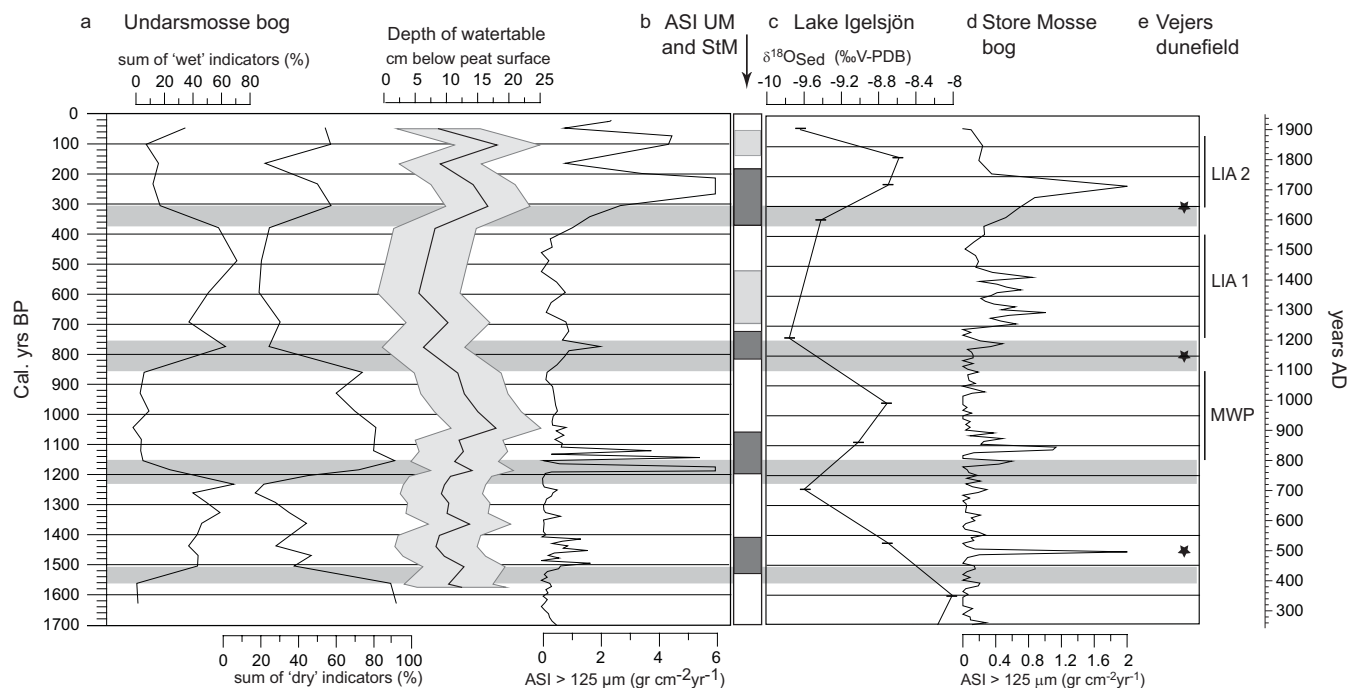 a Undarsmosse bog
sum of ‘wet’ indicators (%)
0 20 40 60 80
Depth of watertable
cm below peat surface
0 5 10 15 20 25
b ASI UM
and StM
c Lake Igelsjön
δ18OSed (‰V-PDB)
-10 -9.6 -9.2 -8.8 -8.4 -8
d Store Mosse
bog
e Vejers
dunefield
Cal. yrs BP
0
100
200
300
400
500
600
700
800
900
1000
1100
1200
1300
1400
1500
1600
1700
LIA 2
LIA 1
MWP
1900
1800
1700
1600
1500
1400
1300
1200
1100
1000
900
800
700
600
500
400
300
years AD
0 20 40 60 80 100
sum of ‘dry’ indicators (%)
0 2 4 6
ASI > 125 µm (gr cm−2yr−1)
0 0.4 0.8 1.2 1.6 2
ASI > 125 µm (gr cm−2yr−1)